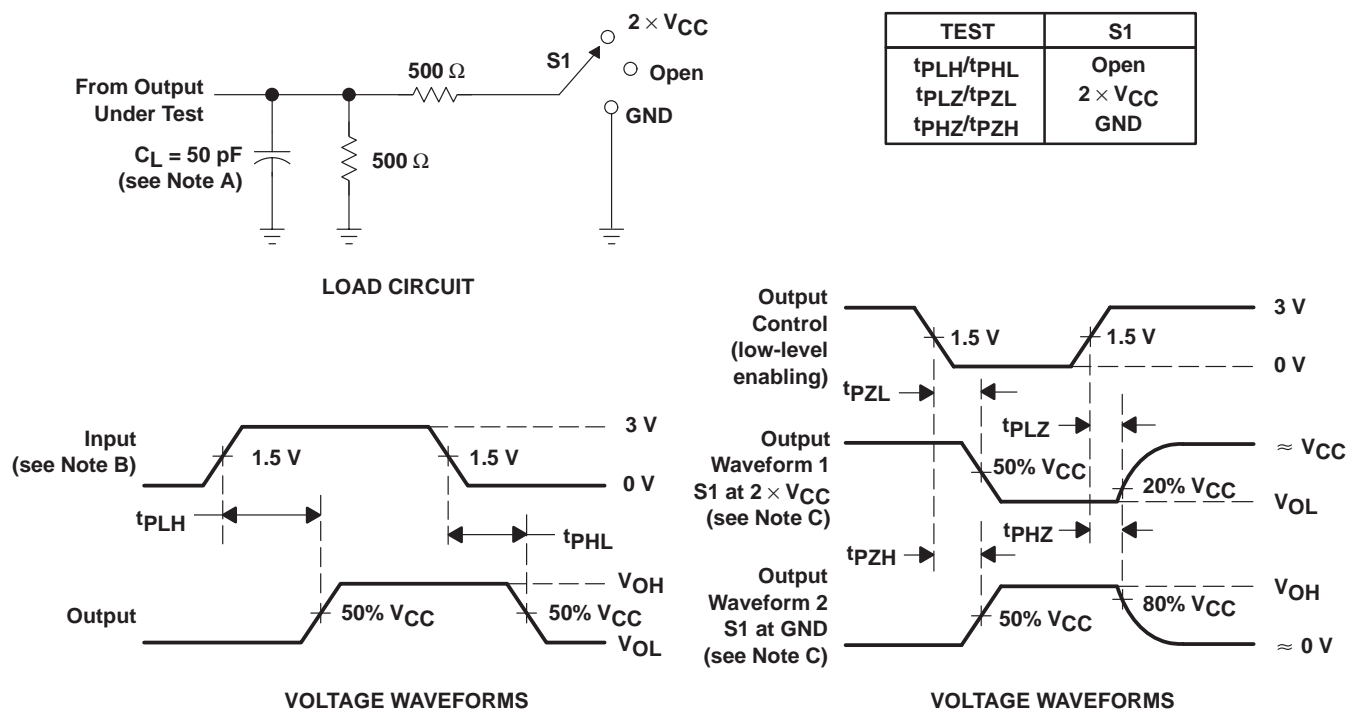 2 × VCC
S1
Open
500 Ω
From Output
Under Test
GND
CL = 50 pF
(see Note A)
500 Ω
LOAD CIRCUIT
TEST S1
tPLH/tPHL Open
tPLZ/tPZL 2 × VCC
tPHZ/tPZH GND
Input
(see Note B)
1.5 V
1.5 V
3 V
0 V
tPLH
tPHL
Output
50% VCC
50% VCC
VOH
VOL
VOLTAGE WAVEFORMS
Output
Control
(low-level
enabling)
1.5 V
1.5 V
3 V
0 V
tPZL
tPLZ
Output
Waveform 1
S1 at 2 × VCC
(see Note C)
50% VCC
20% VCC
≈ VCC
VOL
tPZH
tPHZ
Output
Waveform 2
S1 at GND
(see Note C)
50% VCC
80% VCC
VOH
≈ 0 V
VOLTAGE WAVEFORMS